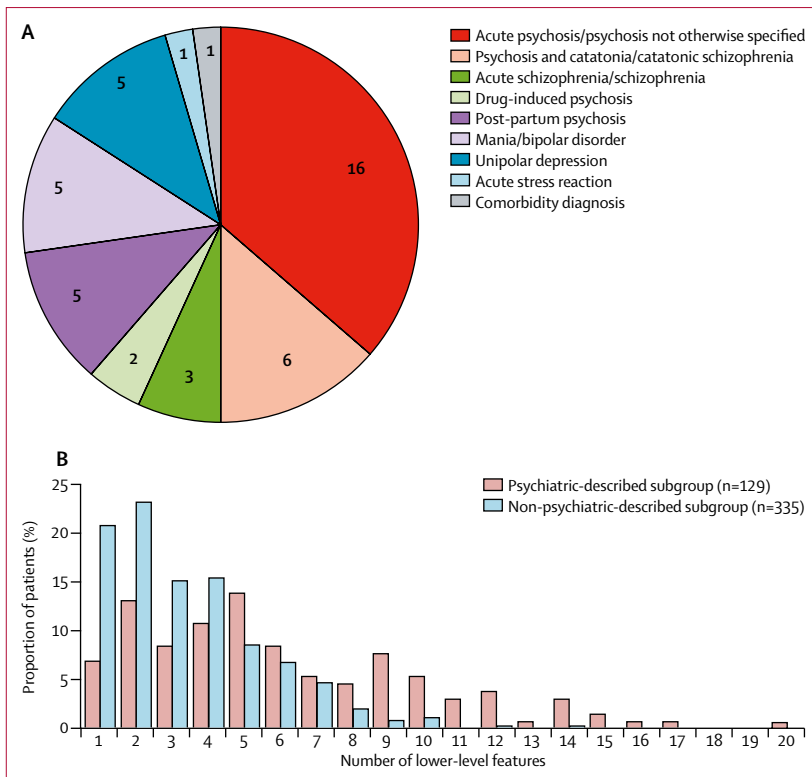 A
Acute psychosis/psychosis not otherwise specified
Psychosis and catatonia/catatonic schizophrenia
Acute schizophrenia/schizophrenia
Drug-induced psychosis
Post-partum psychosis
Mania/bipolar disorder
Unipolar depression
Acute stress reaction
Comorbidity diagnosis
1
1
5
16
5
5
2
3
6
B
Psychiatric-described subgroup (n=129)
Non-psychiatric-described subgroup (n=335)
Proportion of patients (%)
25
20
15
10
5
0
1 2 3 4 5 6 7 8 9 10 11 12 13 14 15 16 17 18 19 20
Number of lower-level features